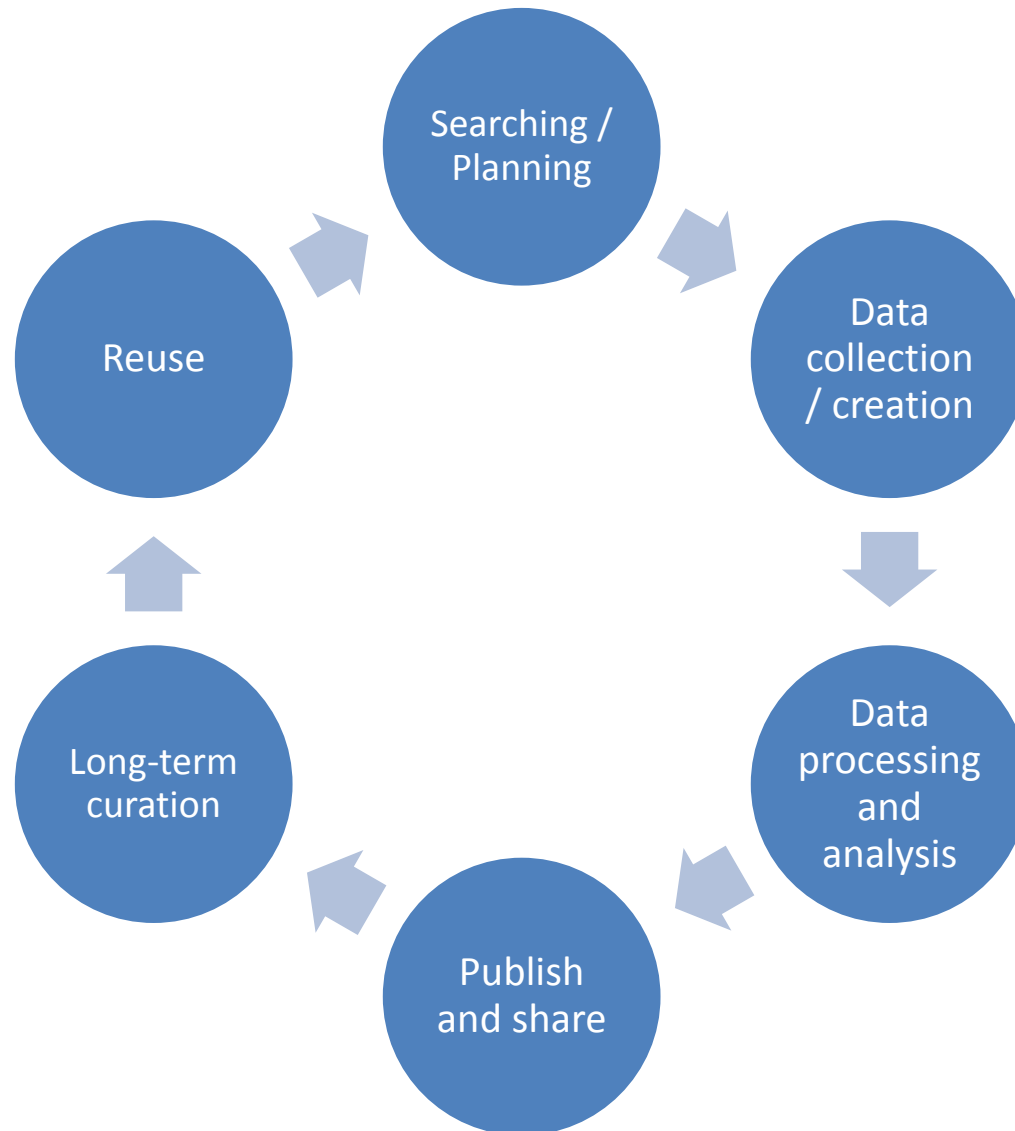 Searching /
Planning
Data
collection
/ creation
Data
processing
and
analysis
Publish
and share
Long-term
curation
Reuse